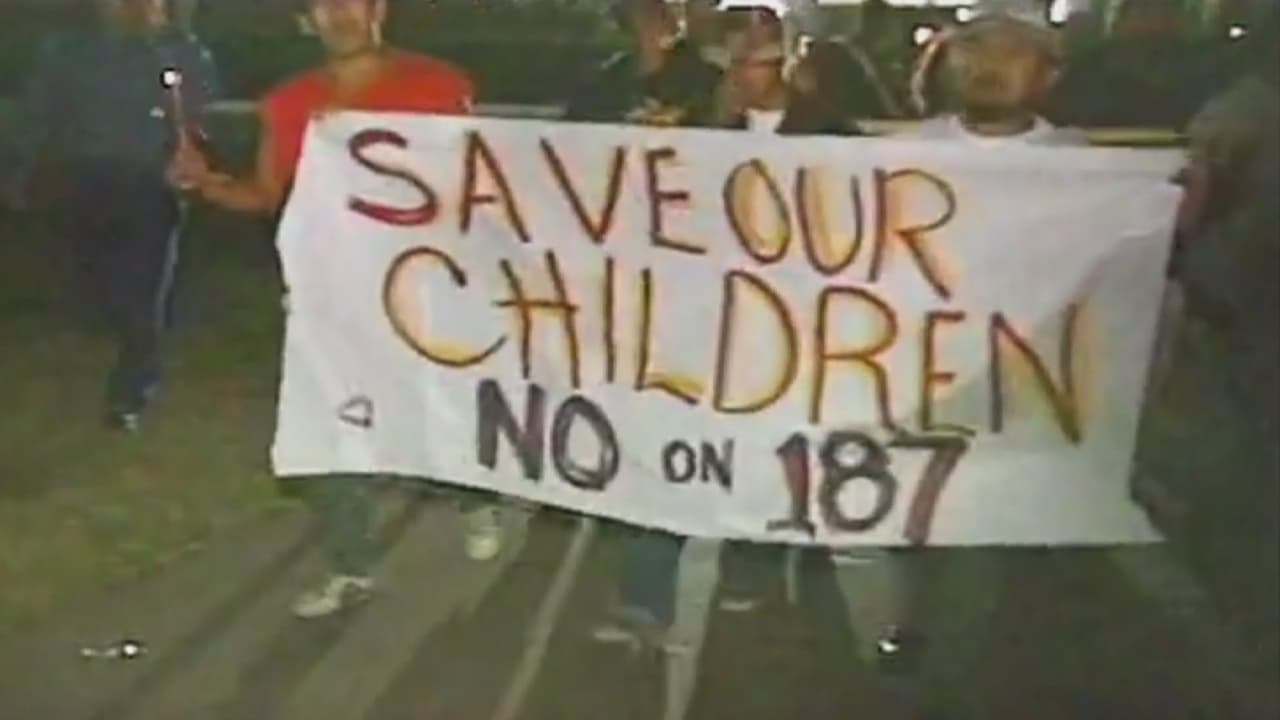 SAVE OUR
CHILDREN
NO ON 187